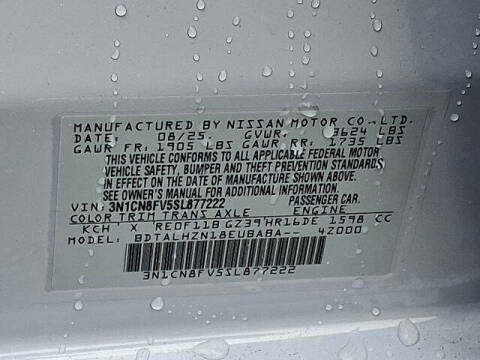 MANUFACTURED BY NISSAN MOTOR CO.,LTD.
DATE: 08/25. GVWR: 3624 LBS
GAWR FR: 1905 LBS GAWR RR: 1735 LBS
THIS VEHICLE CONFORMS TO ALL APPLICABLE FEDERAL MOTOR
VEHICLE SAFETY, BUMPER AND THEFT PREVENTION STANDARDS
IN EFFECT ON THE DATE OF MANUFACTURE SHOWN ABOVE.
SEE OWNER'S MANUAL FOR ADDITIONAL INFORMATION.
VIN: 3N1CN8FV5SL877222 PASSENGER CAR.
COLOR TRIM TRANS AXLE ENGINE
KCH X RE0F11B GZ39 HR16DE 1598 CC
MODEL: BDTALHZN18EUBABA-- 4Z000
3N1CN8FV5SL877222